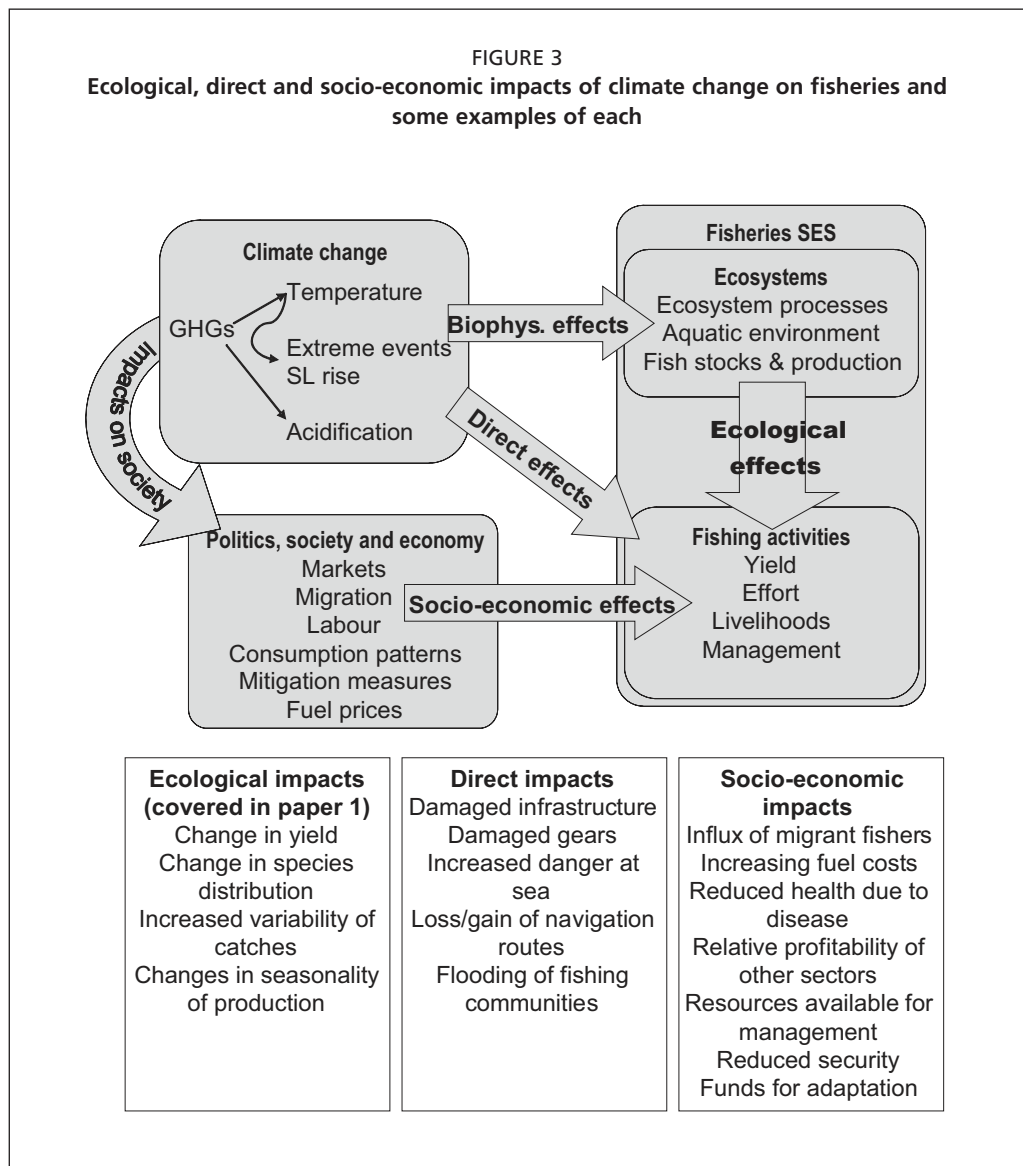 FIGURE 3
Ecological, direct and socio-economic impacts of climate change on fisheries and
some examples of each
Climate change
Temperature
GHGs
Extreme events
SL rise
Acidification
Impacts on society
Biophys. effects
Direct effects
Fisheries SES
Ecosystems
Ecosystem processes
Aquatic environment
Fish stocks & production
Ecological
effects
Politics, society and economy
Markets
Migration
Labour
Consumption patterns
Mitigation measures
Fuel prices
Socio-economic effects
Fishing activities
Yield
Effort
Livelihoods
Management
Ecological impacts
(covered in paper 1)
Change in yield
Change in species
distribution
Increased variability of
catches
Changes in seasonality
of production
Direct impacts
Damaged infrastructure
Damaged gears
Increased danger at
sea
Loss/gain of navigation
routes
Flooding of fishing
communities
Socio-economic
impacts
Influx of migrant fishers
Increasing fuel costs
Reduced health due to
disease
Relative profitability of
other sectors
Resources available for
management
Reduced security
Funds for adaptation